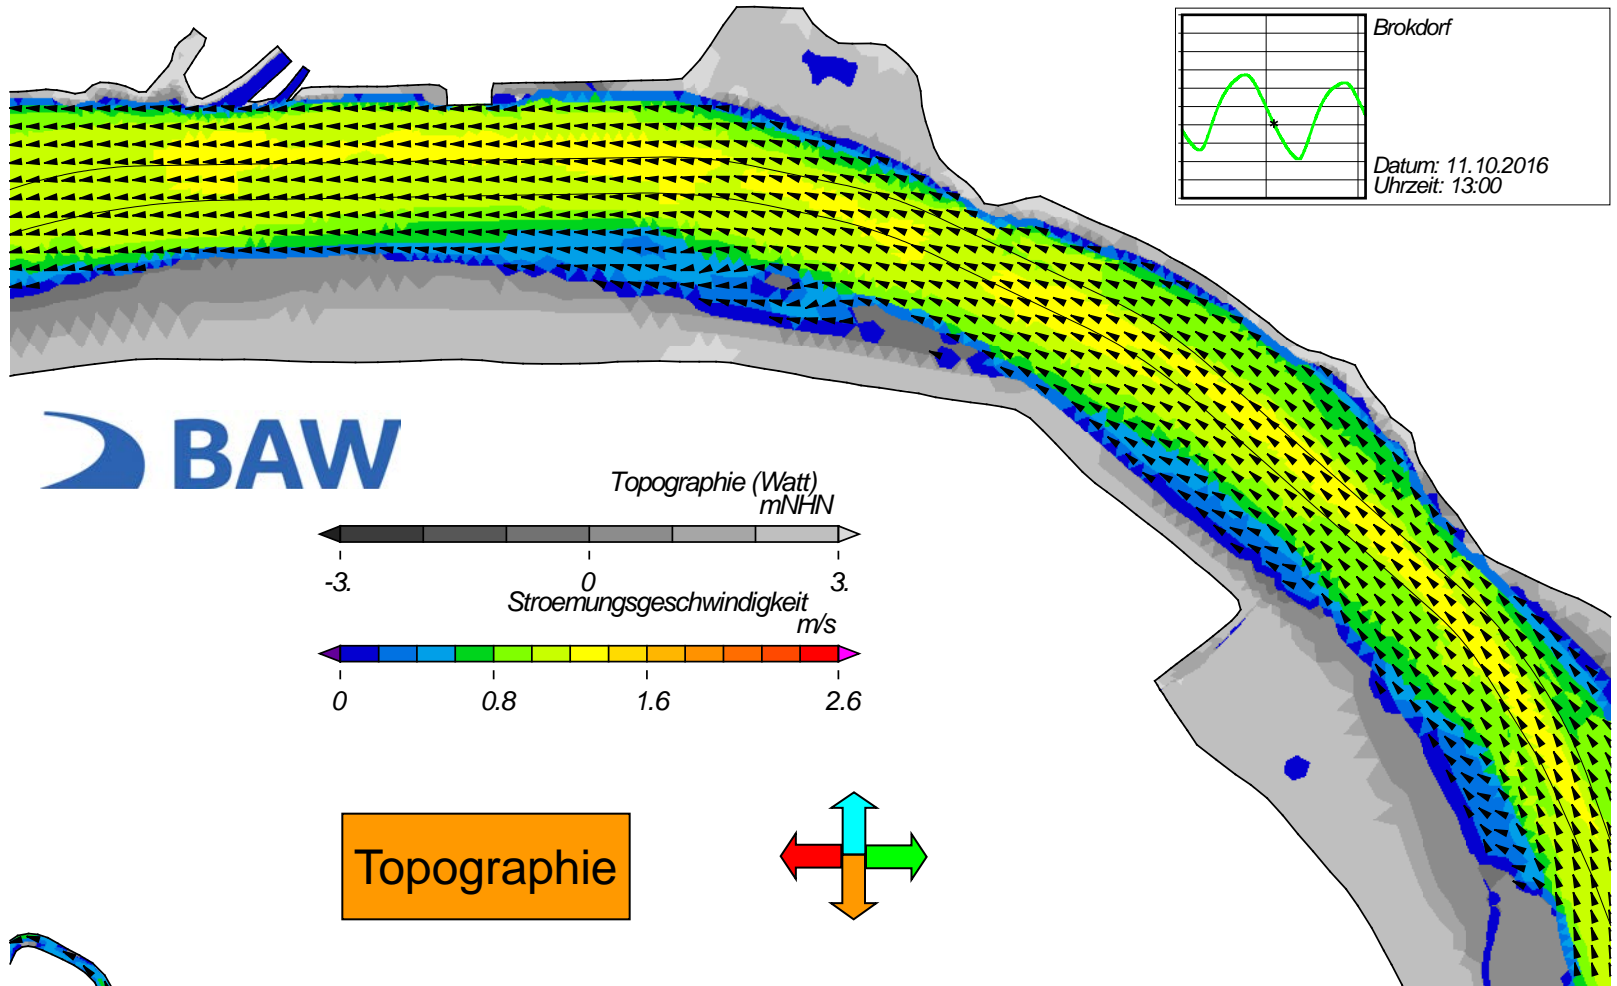 Brokdorf
Datum: 11.10.2016
Uhrzeit: 13:00
BAW
Topographie (Watt)
mNHN
-3. 0 3.
Stroemungsgeschwindigkeit
m/s
0 0.8 1.6 2.6
Topographie